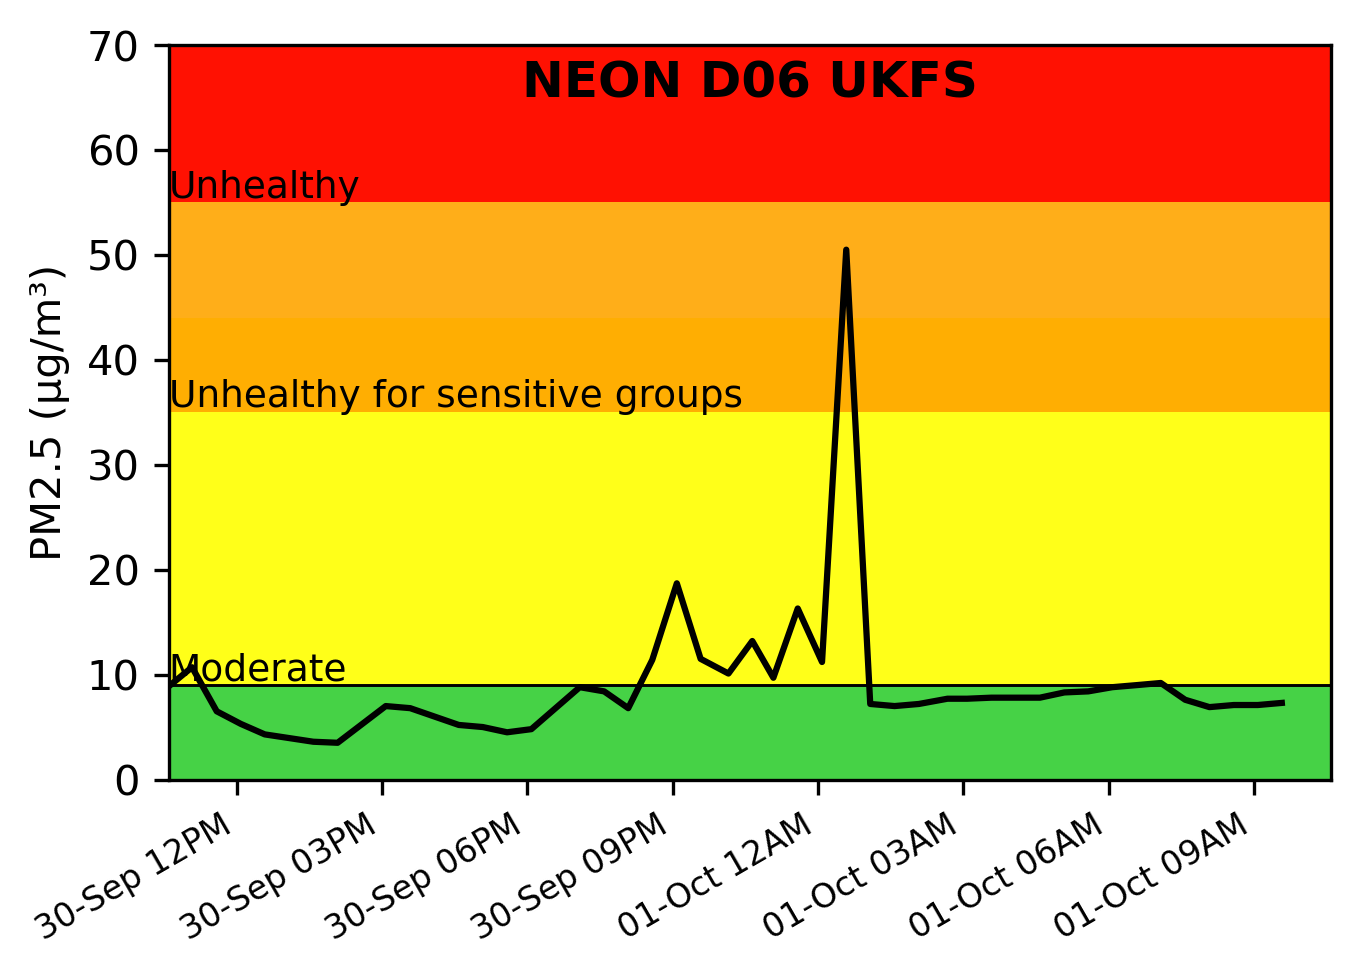 NEON D06 UKFS
70
60
50
40
30
20
10
0
PM2.5 (μg/m³)
Unhealthy
Unhealthy for sensitive groups
Moderate
30-Sep 12PM
30-Sep 03PM
30-Sep 06PM
30-Sep 09PM
01-Oct 12AM
01-Oct 03AM
01-Oct 06AM
01-Oct 09AM